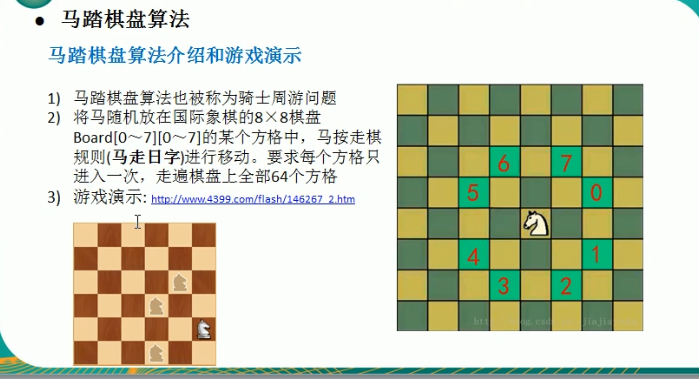 ● 马踏棋盘算法
马踏棋盘算法介绍和游戏演示
1) 马踏棋盘算法也被称为骑士周游问题
2) 将马随机放在国际象棋的8×8棋盘
Board[0~7][0~7]的某个方格中，马按走棋
规则(马走日字)进行移动。要求每个方格只
进入一次，走遍棋盘上全部64个方格
3) 游戏演示: http://www.4399.com/flash/146267_2.htm
6 7
5 0
4 1
3 2